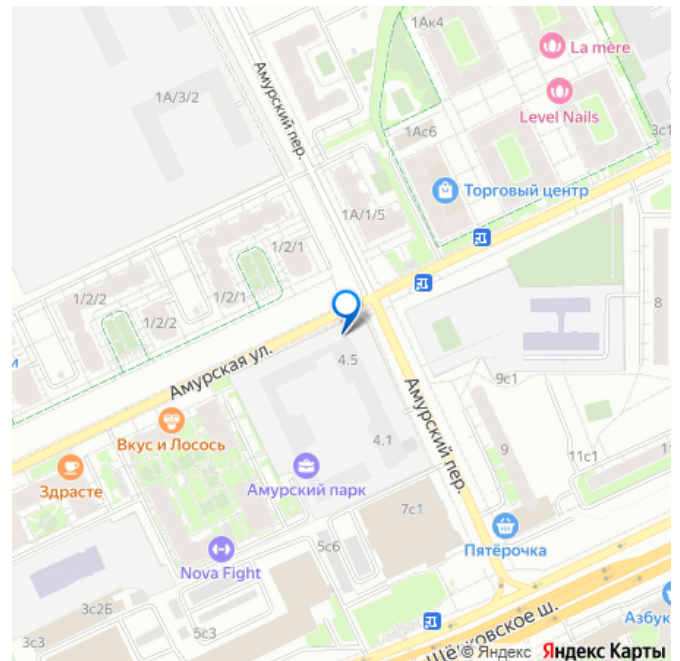 1Ак4
La mère
Амурский пер.
1А/3/2
Level Nails
1Ас6
3с1
Торговый центр
1А/1/5
1/2/1
1/2/2
1/2/1
1/2/2
8
и
4.5
Амурская ул.
9с1
Амурский пер.
Вкус и Лосось
4.1
9
11с1
1
Здрасте
Амурский парк
7с1
Пятёрочка
5с6
Nova Fight
3с2Б
Азбук
5с3
3с3
Щёлковское ш.
© Яндекс Яндекс Карты